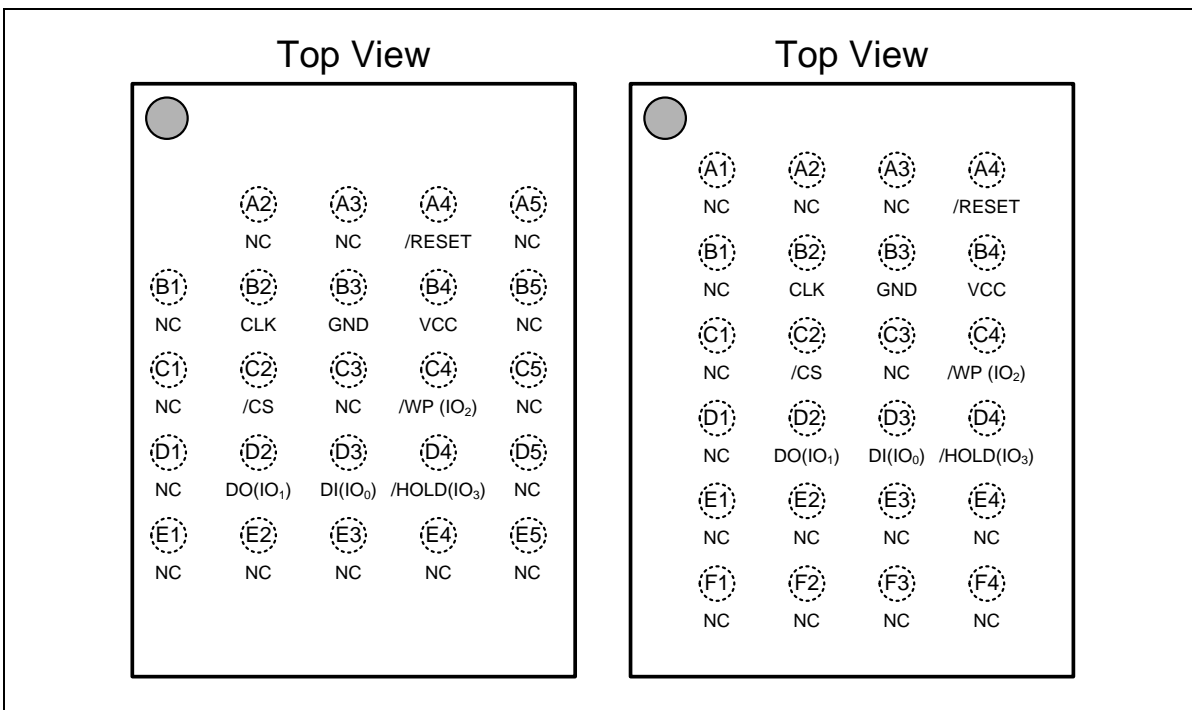 Top View
A2 A3 A4 A5
NC NC /RESET NC
B1 B2 B3 B4 B5
NC CLK GND VCC NC
C1 C2 C3 C4 C5
NC /CS NC /WP (IO₂) NC
D1 D2 D3 D4 D5
NC DO(IO₁) DI(IO₀) /HOLD(IO₃) NC
E1 E2 E3 E4 E5
NC NC NC NC NC
Top View
A1 A2 A3 A4
NC NC NC /RESET
B1 B2 B3 B4
NC CLK GND VCC
C1 C2 C3 C4
NC /CS NC /WP (IO₂)
D1 D2 D3 D4
NC DO(IO₁) DI(IO₀) /HOLD(IO₃)
E1 E2 E3 E4
NC NC NC NC
F1 F2 F3 F4
NC NC NC NC